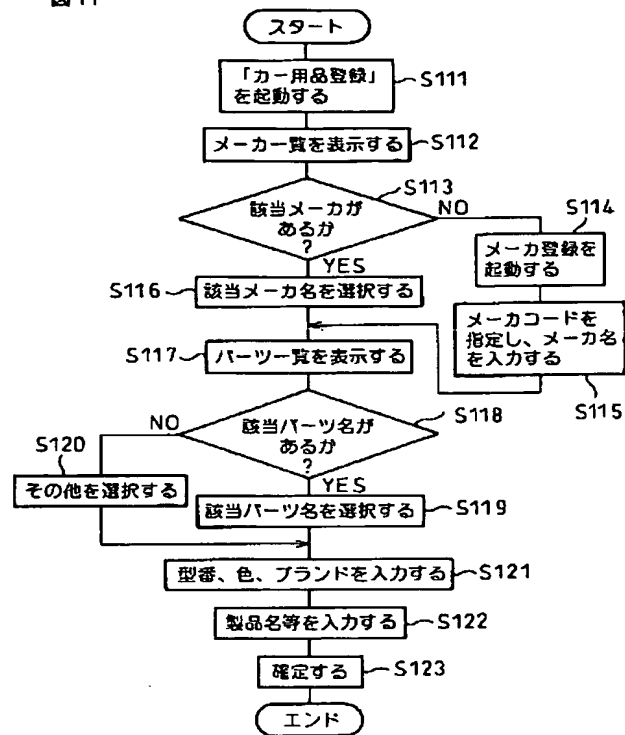 図11
スタート
「カー用品登録」
を起動する
S111
メーカ一覧を表示する
S112
S113
該当メーカが
あるか
?
NO
YES
S114
メーカ登録を
起動する
S116
該当メーカ名を選択する
メーカコードを
指定し、メーカ名
を入力する
S115
S117
パーツ一覧を表示する
S118
該当パーツ名が
あるか
?
NO
YES
S120
その他を選択する
該当パーツ名を選択する
S119
型番、色、ブランドを入力する
S121
製品名等を入力する
S122
確定する
S123
エンド